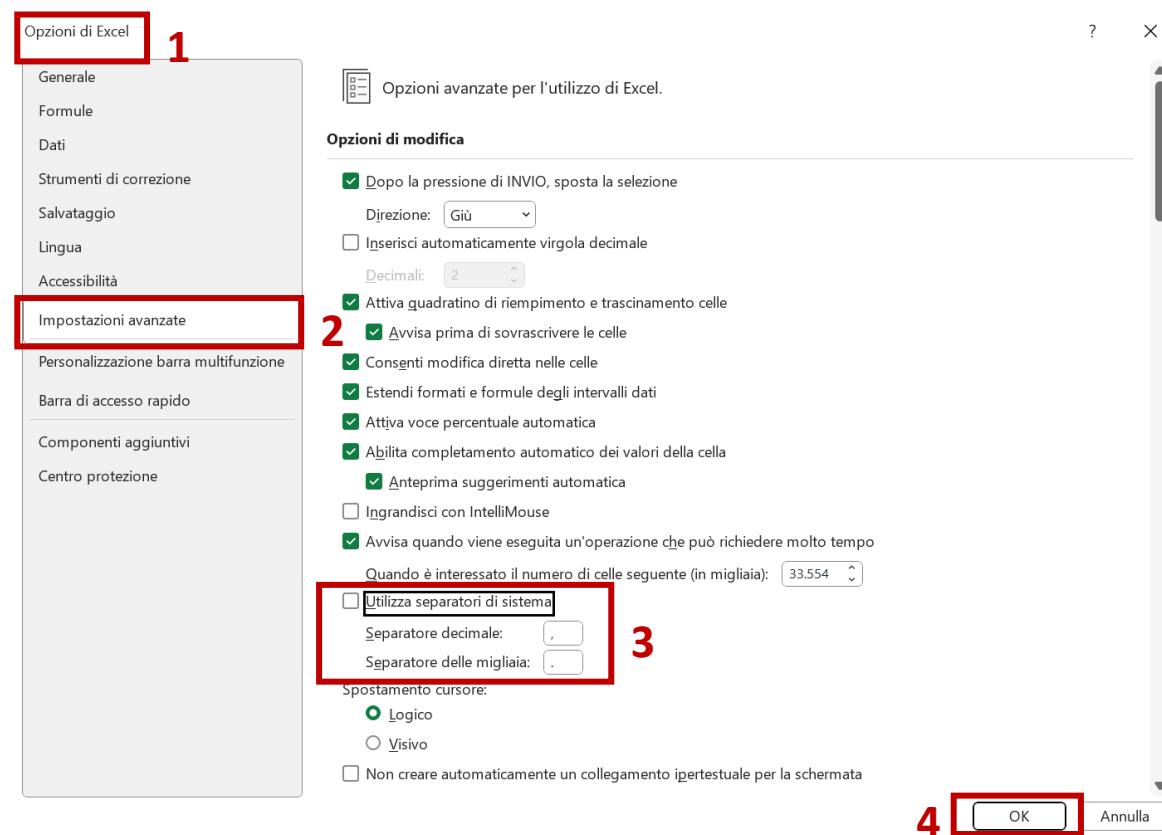 Opzioni di Excel
1
?
Generale
Formule
Dati
Strumenti di correzione
Salvataggio
Lingua
Accessibilità
Impostazioni avanzate
2
Personalizzazione barra multifunzione
Barra di accesso rapido
Componenti aggiuntivi
Centro protezione
Opzioni avanzate per l'utilizzo di Excel.
Opzioni di modifica
Dopo la pressione di INVIO, sposta la selezione
Direzione: Giù
Inserisci automaticamente virgola decimale
Decimali: 2
Attiva quadratino di riempimento e trascinamento celle
Avvisa prima di sovrascrivere le celle
Consenti modifica diretta nelle celle
Estendi formati e formule degli intervalli dati
Attiva voce percentuale automatica
Abilita completamento automatico dei valori della cella
Anteprima suggerimenti automatica
Ingrandisci con IntelliMouse
Avvisa quando viene eseguita un'operazione che può richiedere molto tempo
Quando è interessato il numero di celle seguente (in migliaia): 33.554
Utilizza separatori di sistema
Separatore decimale: ,
Separatore delle migliaia: .
3
Spostamento cursore:
Logico
Visivo
Non creare automaticamente un collegamento ipertestuale per la schermata
4
OK
Annulla